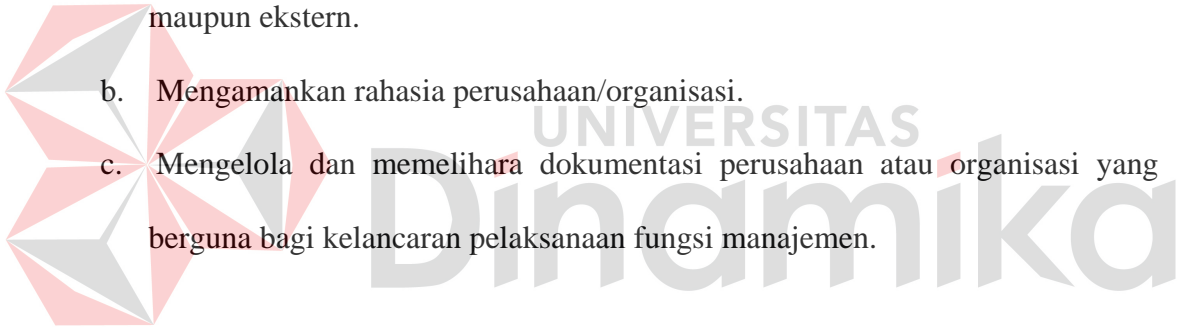 maupun ekstern.
b. Mengamankan rahasia perusahaan/organisasi.
UNIVERSITAS
c. Mengelola dan memelihara dokumentasi perusahaan atau organisasi yang
Dinamika
berguna bagi kelancaran pelaksanaan fungsi manajemen.